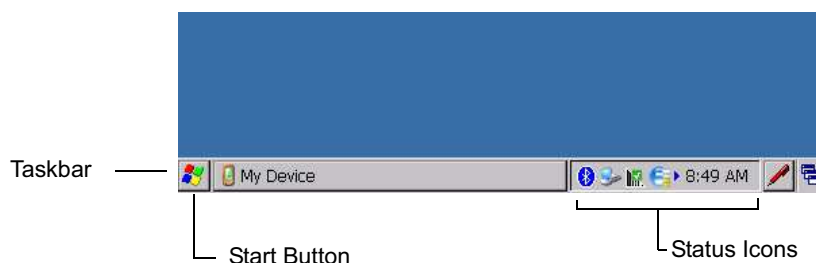 Taskbar
My Device
8:49 AM
Start Button
Status Icons